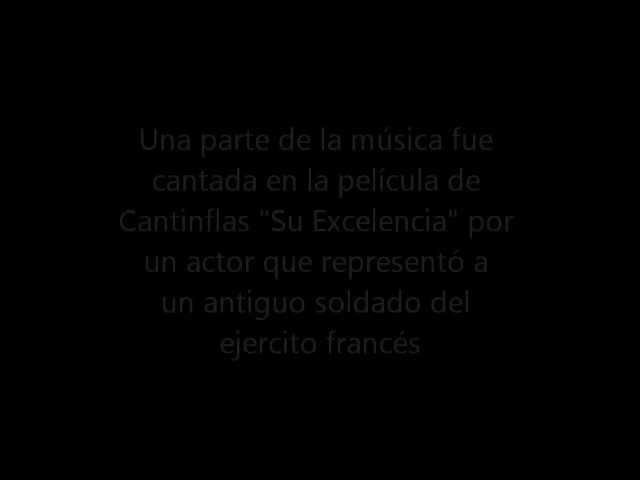 Una parte de la música fue
cantada en la película de
Cantinflas "Su Excelencia" por
un actor que representó a
un antiguo soldado del
ejercito francés